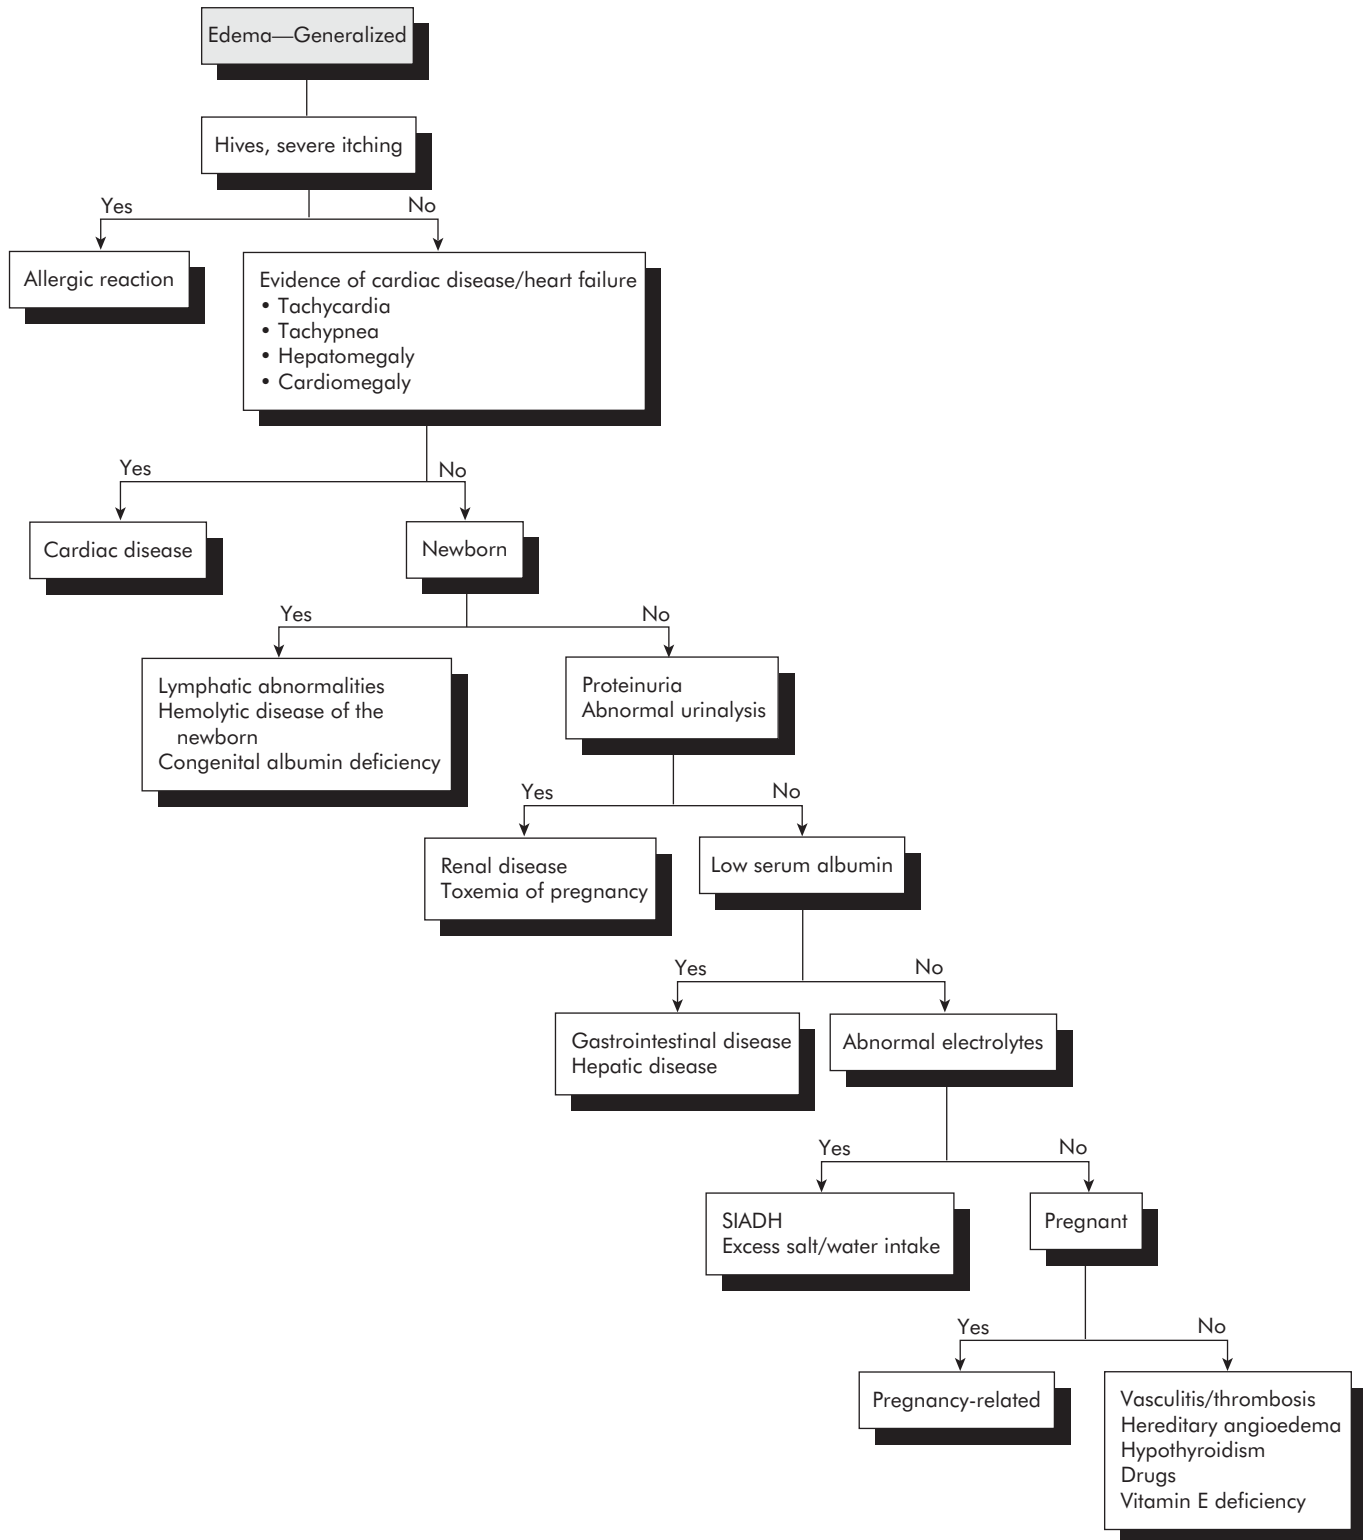 Edema—Generalized
Hives, severe itching
Yes
No
Allergic reaction
Evidence of cardiac disease/heart failure
• Tachycardia
• Tachypnea
• Hepatomegaly
• Cardiomegaly
Yes
No
Cardiac disease
Newborn
Yes
No
Lymphatic abnormalities
Hemolytic disease of the
newborn
Congenital albumin deficiency
Proteinuria
Abnormal urinalysis
Yes
No
Renal disease
Toxemia of pregnancy
Low serum albumin
Yes
No
Gastrointestinal disease
Hepatic disease
Abnormal electrolytes
Yes
No
SIADH
Excess salt/water intake
Pregnant
Yes
No
Pregnancy-related
Vasculitis/thrombosis
Hereditary angioedema
Hypothyroidism
Drugs
Vitamin E deficiency